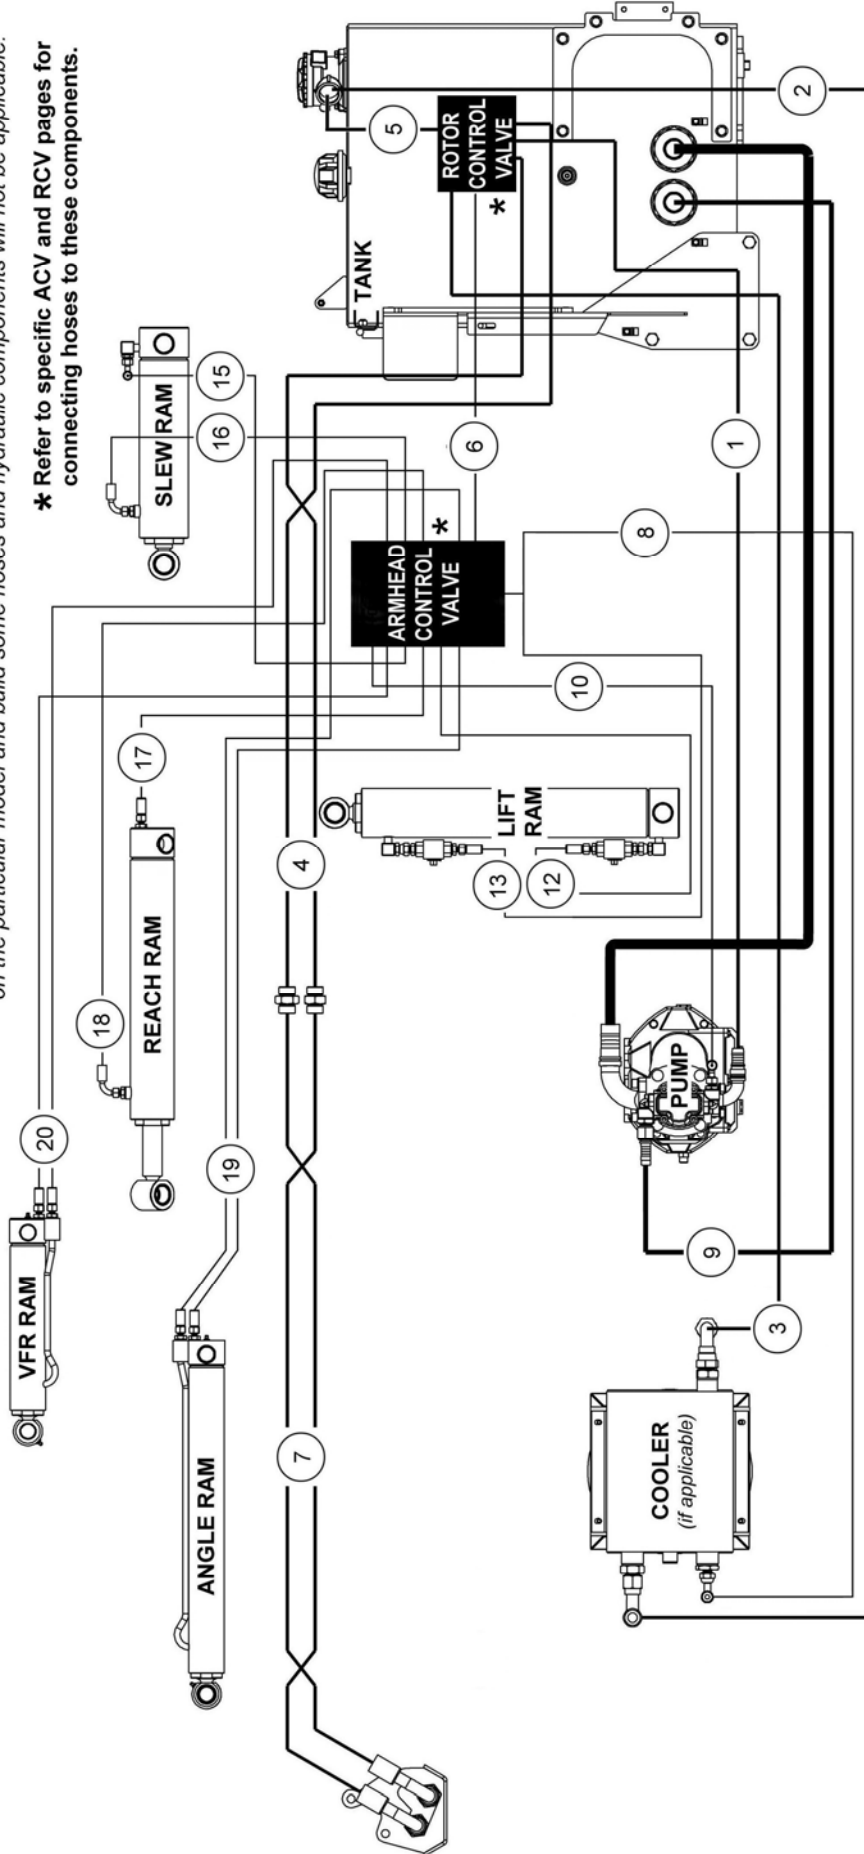 on the particular model and build some hoses and hydraulic components will not be applicable.
* Refer to specific ACV and RCV pages for
connecting hoses to these components.
VFR RAM
20
18
REACH RAM
17
SLEW RAM
15
16
ANGLE RAM
19
7
4
ARMHEAD
CONTROL
VALVE
*
TANK
5
ROTOR
CONTROL
VALVE
*
6
2
LIFT
RAM
13
12
10
8
1
PUMP
9
3
COOLER
(if applicable)